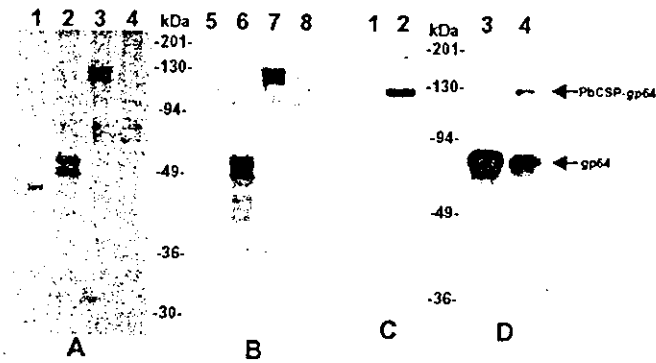 1 2 3 4 kDa 5 6 7 8 1 2 3 4
-201- -201-
-130- -130- PbCSP-gp64
-94- -94-
-49- gp64
-49-
-36- -36-
-30-
A B C D